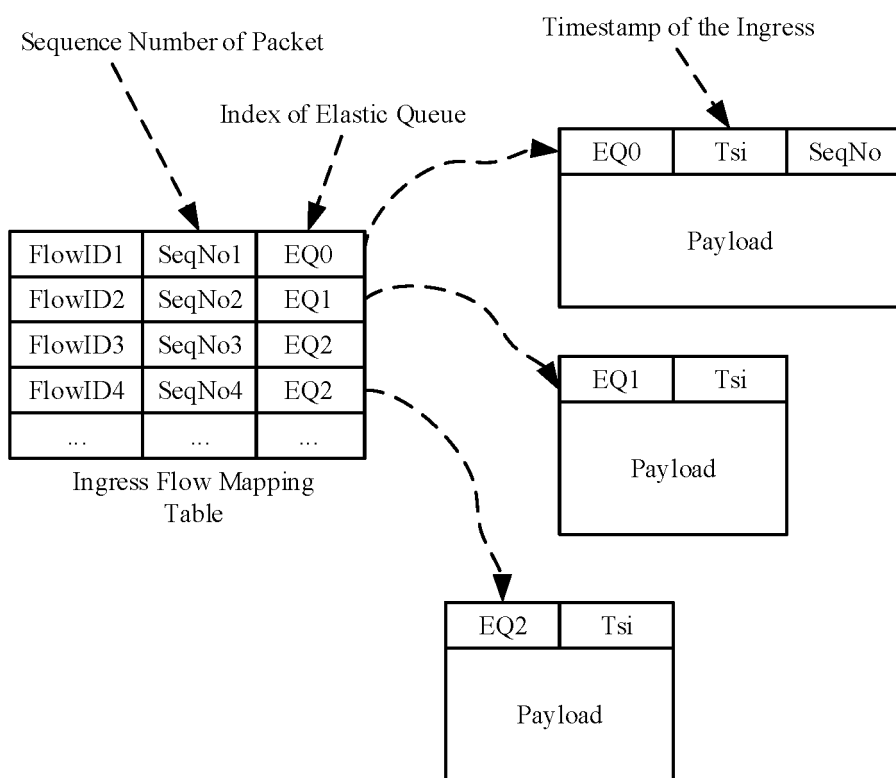 Timestamp of the Ingress
Sequence Number of Packet
Index of Elastic Queue
EQ0 Tsi SeqNo
Payload
FlowID1 SeqNo1 EQ0
FlowID2 SeqNo2 EQ1
FlowID3 SeqNo3 EQ2
FlowID4 SeqNo4 EQ2
... ... ...
Ingress Flow Mapping
Table
EQ1 Tsi
Payload
EQ2 Tsi
Payload